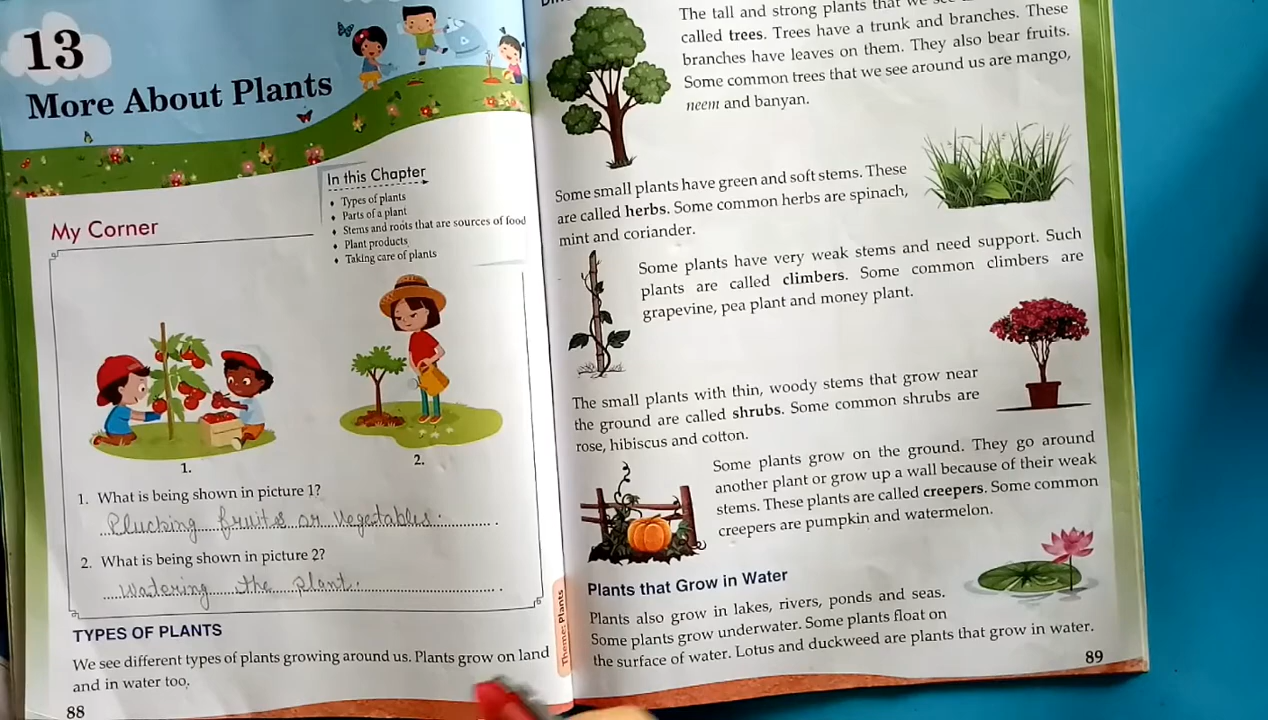 13
More About Plants
In this Chapter
♦ Types of plants
♦ Parts of a plant
♦ Stems and roots that are sources of food
♦ Plant products
♦ Taking care of plants
My Corner
1.
2.
1. What is being shown in picture 1?
Plucking fruits or vegetables.
2. What is being shown in picture 2?
Watering the plant.
TYPES OF PLANTS
We see different types of plants growing around us. Plants grow on land
and in water too.
88
Theme: Plants
The tall and strong plants that we
called trees. Trees have a trunk and branches. These
branches have leaves on them. They also bear fruits.
Some common trees that we see around us are mango,
neem and banyan.
Some small plants have green and soft stems. These
are called herbs. Some common herbs are spinach,
mint and coriander.
Some plants have very weak stems and need support. Such
plants are called climbers. Some common climbers are
grapevine, pea plant and money plant.
The small plants with thin, woody stems that grow near
the ground are called shrubs. Some common shrubs are
rose, hibiscus and cotton.
Some plants grow on the ground. They go around
another plant or grow up a wall because of their weak
stems. These plants are called creepers. Some common
creepers are pumpkin and watermelon.
Plants that Grow in Water
Plants also grow in lakes, rivers, ponds and seas.
Some plants grow underwater. Some plants float on
the surface of water. Lotus and duckweed are plants that grow in water.
89